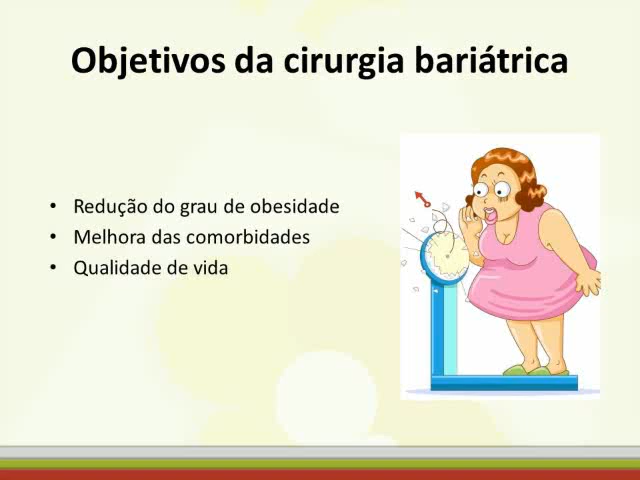 Objetivos da cirurgia bariátrica
• Redução do grau de obesidade
• Melhora das comorbidades
• Qualidade de vida